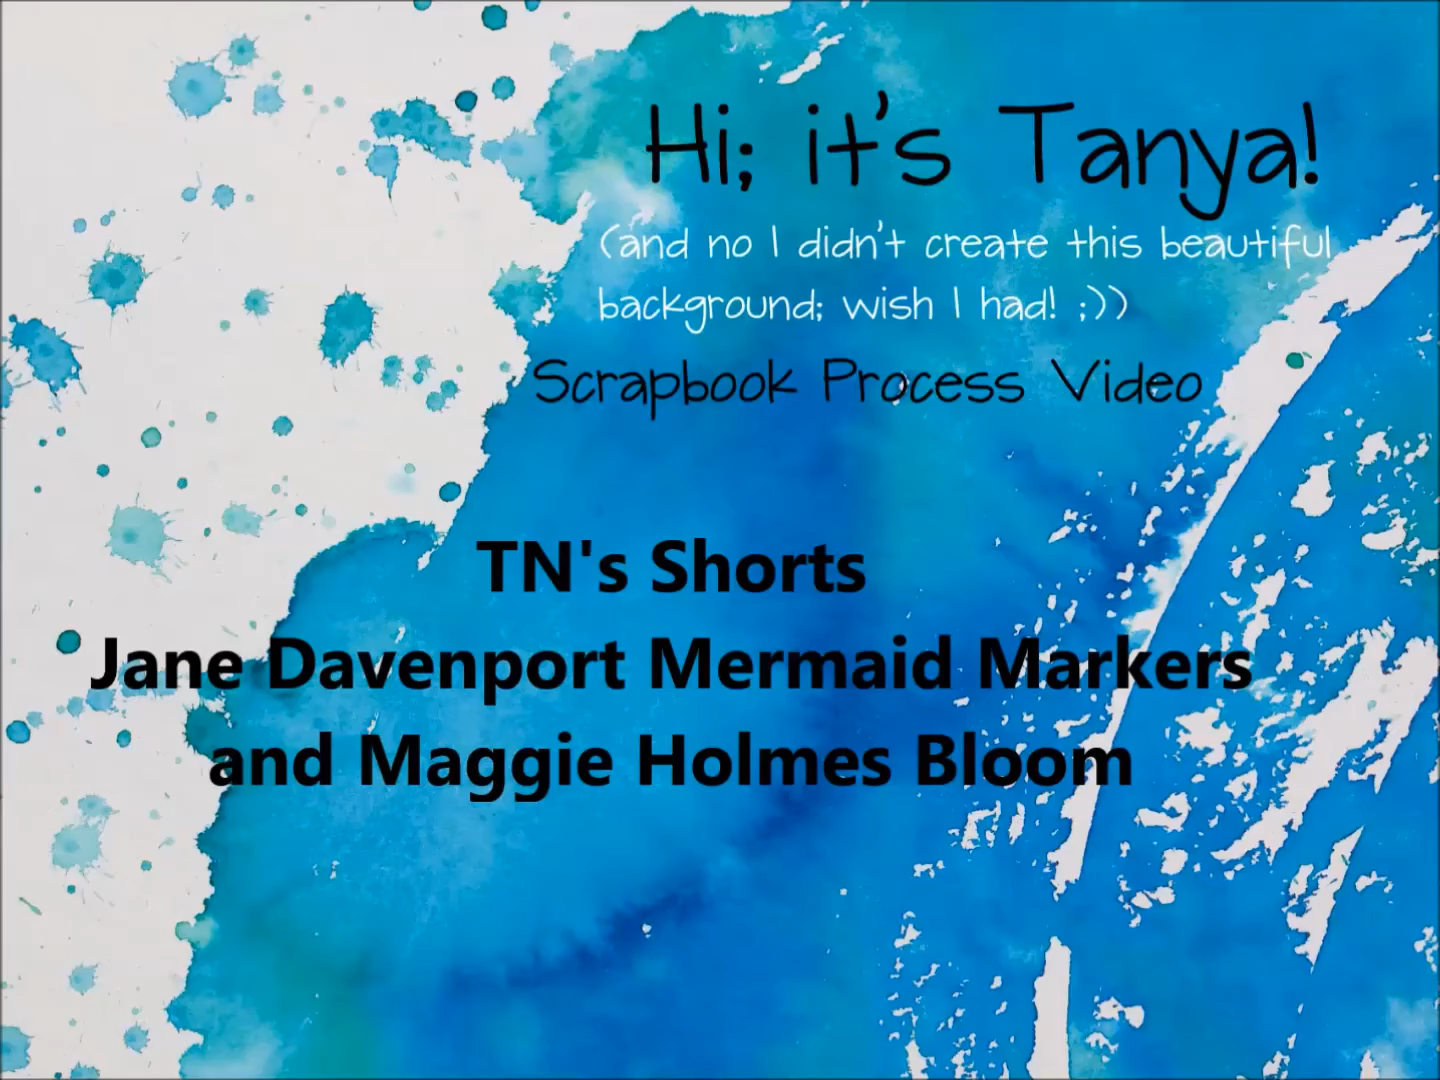 Hi; it's Tanya!
(and no I didn't create this beautiful
background; wish I had! ;))
Scrapbook Process Video
TN's Shorts
Jane Davenport Mermaid Markers
and Maggie Holmes Bloom